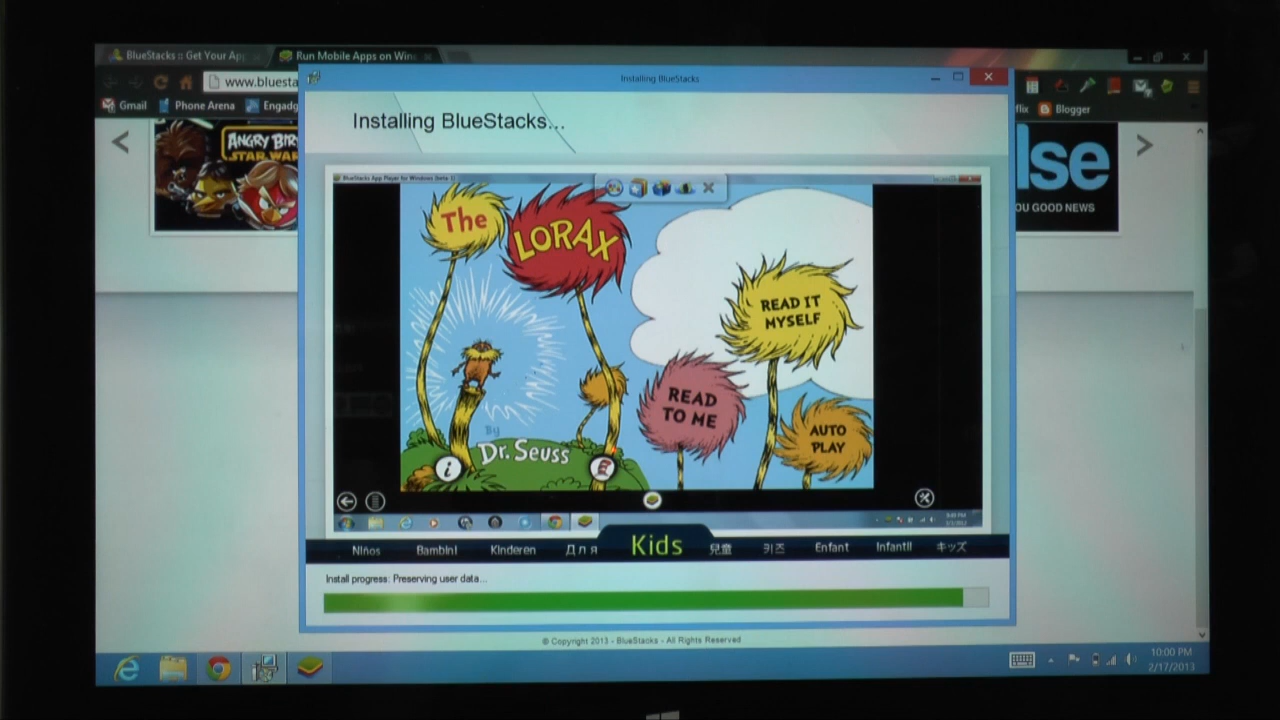 BlueStacks :: Get Your Ap
Run Mobile Apps on Win
Installing BlueStacks
www.bluesta
Gmail
Phone Arena
Engadg
flix
Blogger
Installing BlueStacks...
ANGRY BIR
STAR WAR
lse
OU GOOD NEWS
BlueStacks App Player for Windows (beta-1)
The
LORAX
READ IT
MYSELF
READ
TO ME
AUTO
PLAY
By
Dr. Seuss
i
Niños
Bambini
Kinderen
Для
Kids
兒童
키즈
Enfant
Infantil
キッズ
Install progress: Preserving user data...
© Copyright 2013 - BlueStacks - All Rights Reserved
10:00 PM
2/17/2013